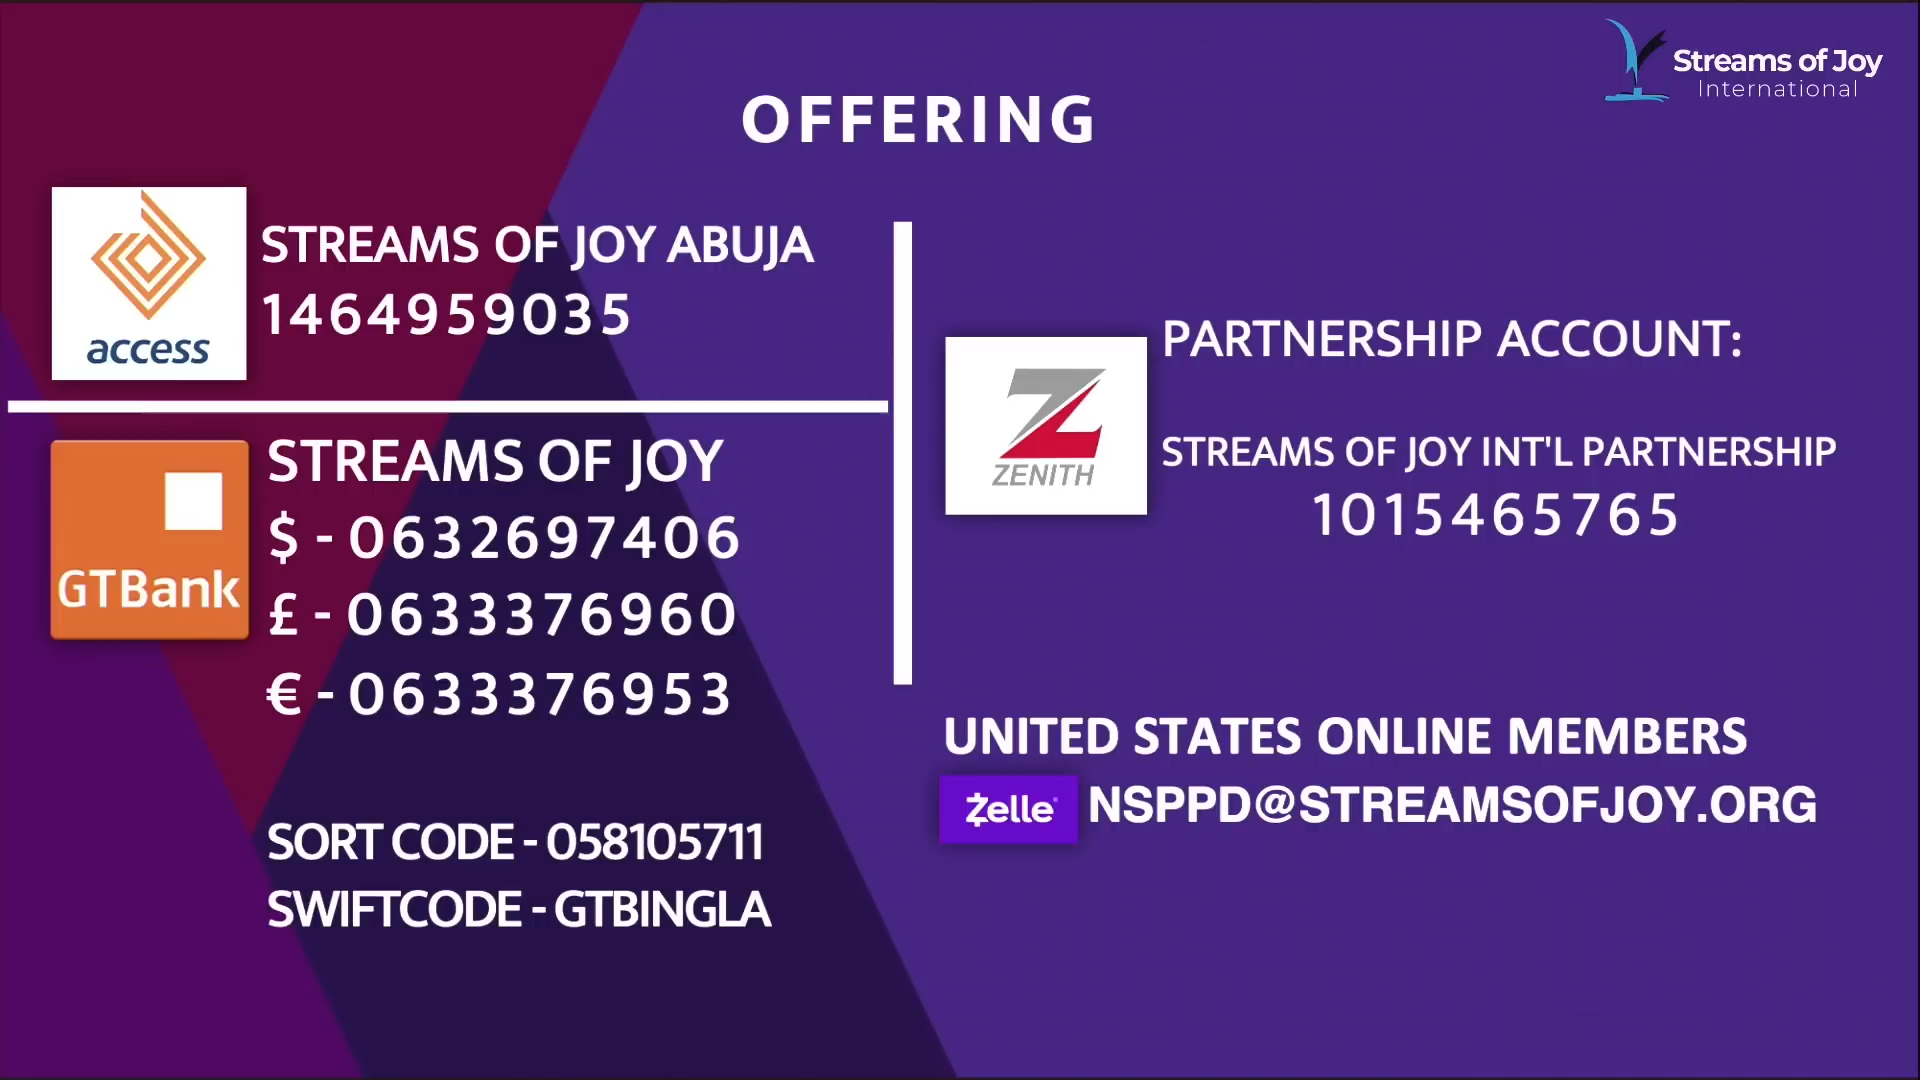 Streams of Joy
International
OFFERING
access
STREAMS OF JOY ABUJA
1464959035
GTBank
STREAMS OF JOY
$ - 0632697406
£ - 0633376960
€ - 0633376953
SORT CODE - 058105711
SWIFTCODE - GTBINGLA
ZENITH
PARTNERSHIP ACCOUNT:
STREAMS OF JOY INT'L PARTNERSHIP
1015465765
UNITED STATES ONLINE MEMBERS
Zelle NSPPD@STREAMSOFJOY.ORG